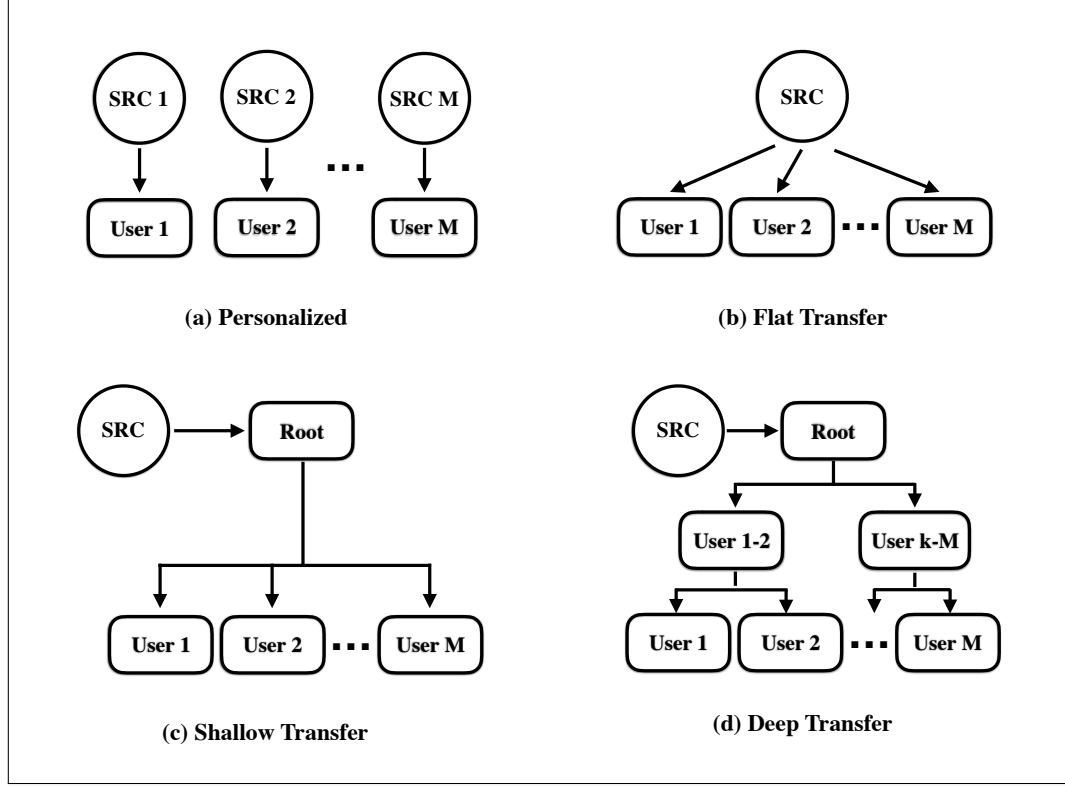 SRC 1 SRC 2 SRC M
...
User 1 User 2 User M
(a) Personalized
SRC
User 1 User 2 ... User M
(b) Flat Transfer
SRC Root
User 1 User 2 ... User M
(c) Shallow Transfer
SRC Root
User 1-2 User k-M
User 1 User 2 ... User M
(d) Deep Transfer